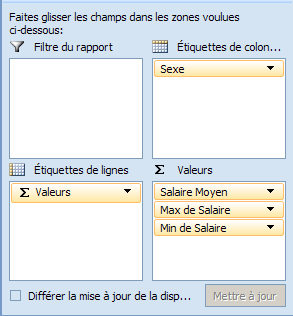 Faites glisser les champs dans les zones voulues
ci-dessous:
Filtre du rapport
Étiquettes de colon...
Sexe
Étiquettes de lignes
Σ Valeurs
Σ Valeurs
Salaire Moyen
Max de Salaire
Min de Salaire
Différer la mise à jour de la disp...
Mettre à jour